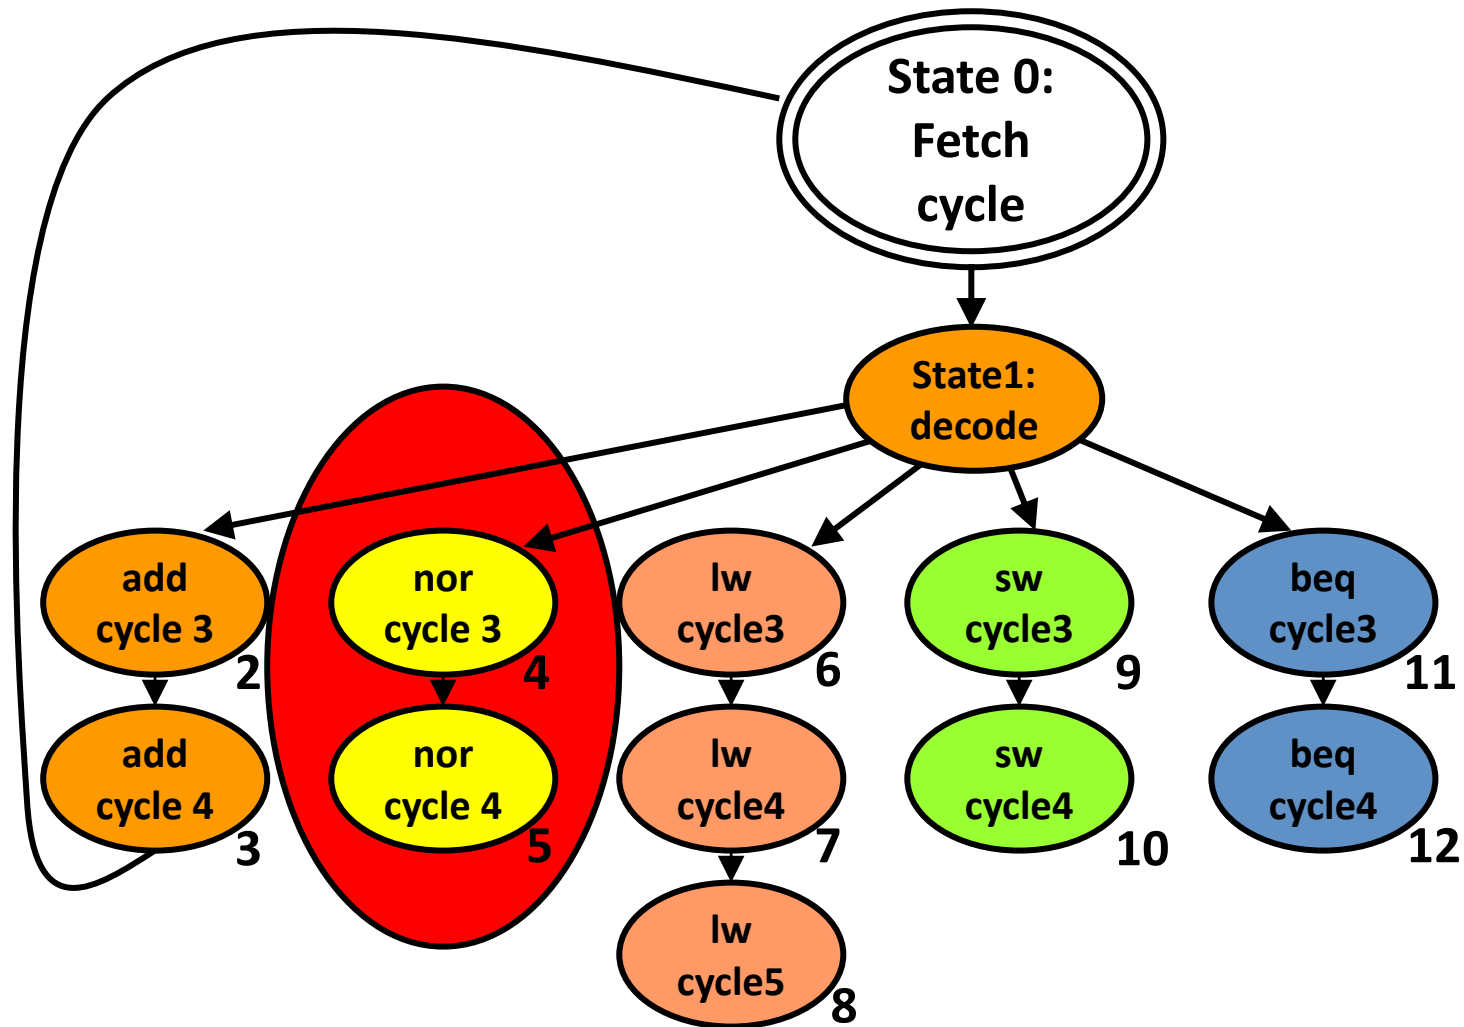 State 0:
Fetch
cycle
State1:
decode
add
cycle 3
2
nor
cycle 3
4
lw
cycle3
6
sw
cycle3
9
beq
cycle3
11
add
cycle 4
3
nor
cycle 4
5
lw
cycle4
7
sw
cycle4
10
beq
cycle4
12
lw
cycle5
8